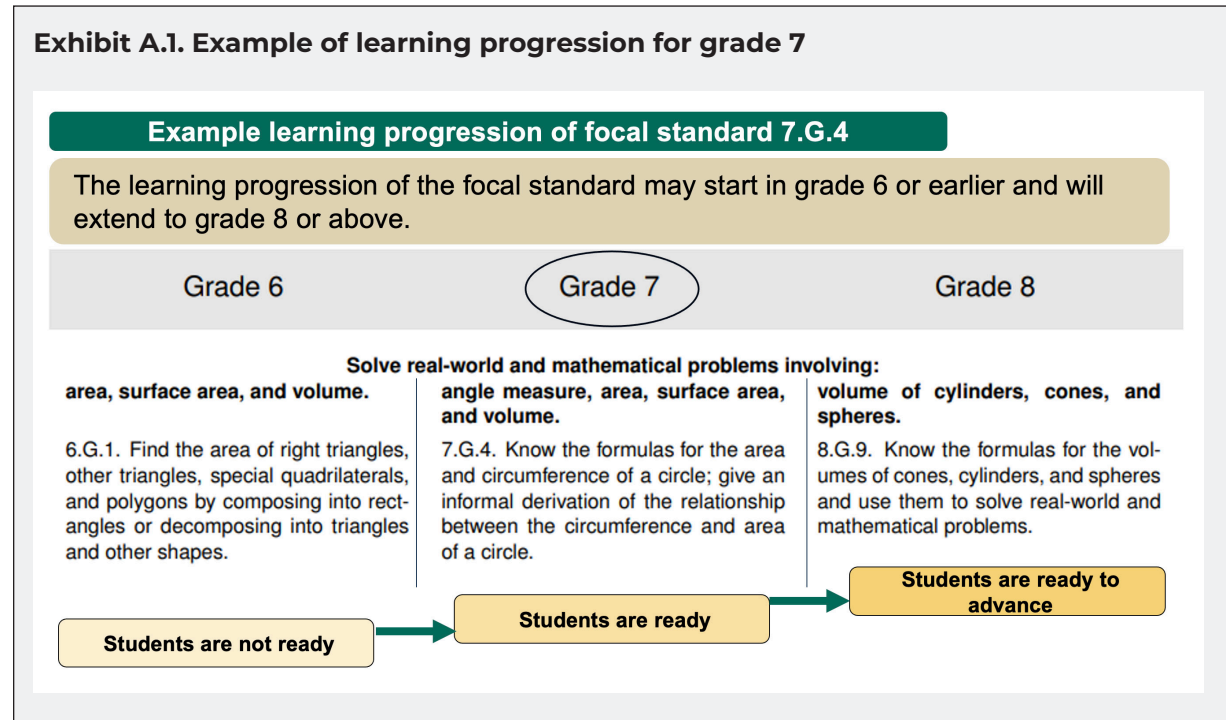 Exhibit A.1. Example of learning progression for grade 7
Example learning progression of focal standard 7.G.4
The learning progression of the focal standard may start in grade 6 or earlier and will
extend to grade 8 or above.
Grade 6
Grade 7
Grade 8
Solve real-world and mathematical problems involving:
area, surface area, and volume.
6.G.1. Find the area of right triangles,
other triangles, special quadrilaterals,
and polygons by composing into rect-
angles or decomposing into triangles
and other shapes.
angle measure, area, surface area,
and volume.
7.G.4. Know the formulas for the area
and circumference of a circle; give an
informal derivation of the relationship
between the circumference and area
of a circle.
volume of cylinders, cones, and
spheres.
8.G.9. Know the formulas for the vol-
umes of cones, cylinders, and spheres
and use them to solve real-world and
mathematical problems.
Students are not ready
Students are ready
Students are ready to
advance